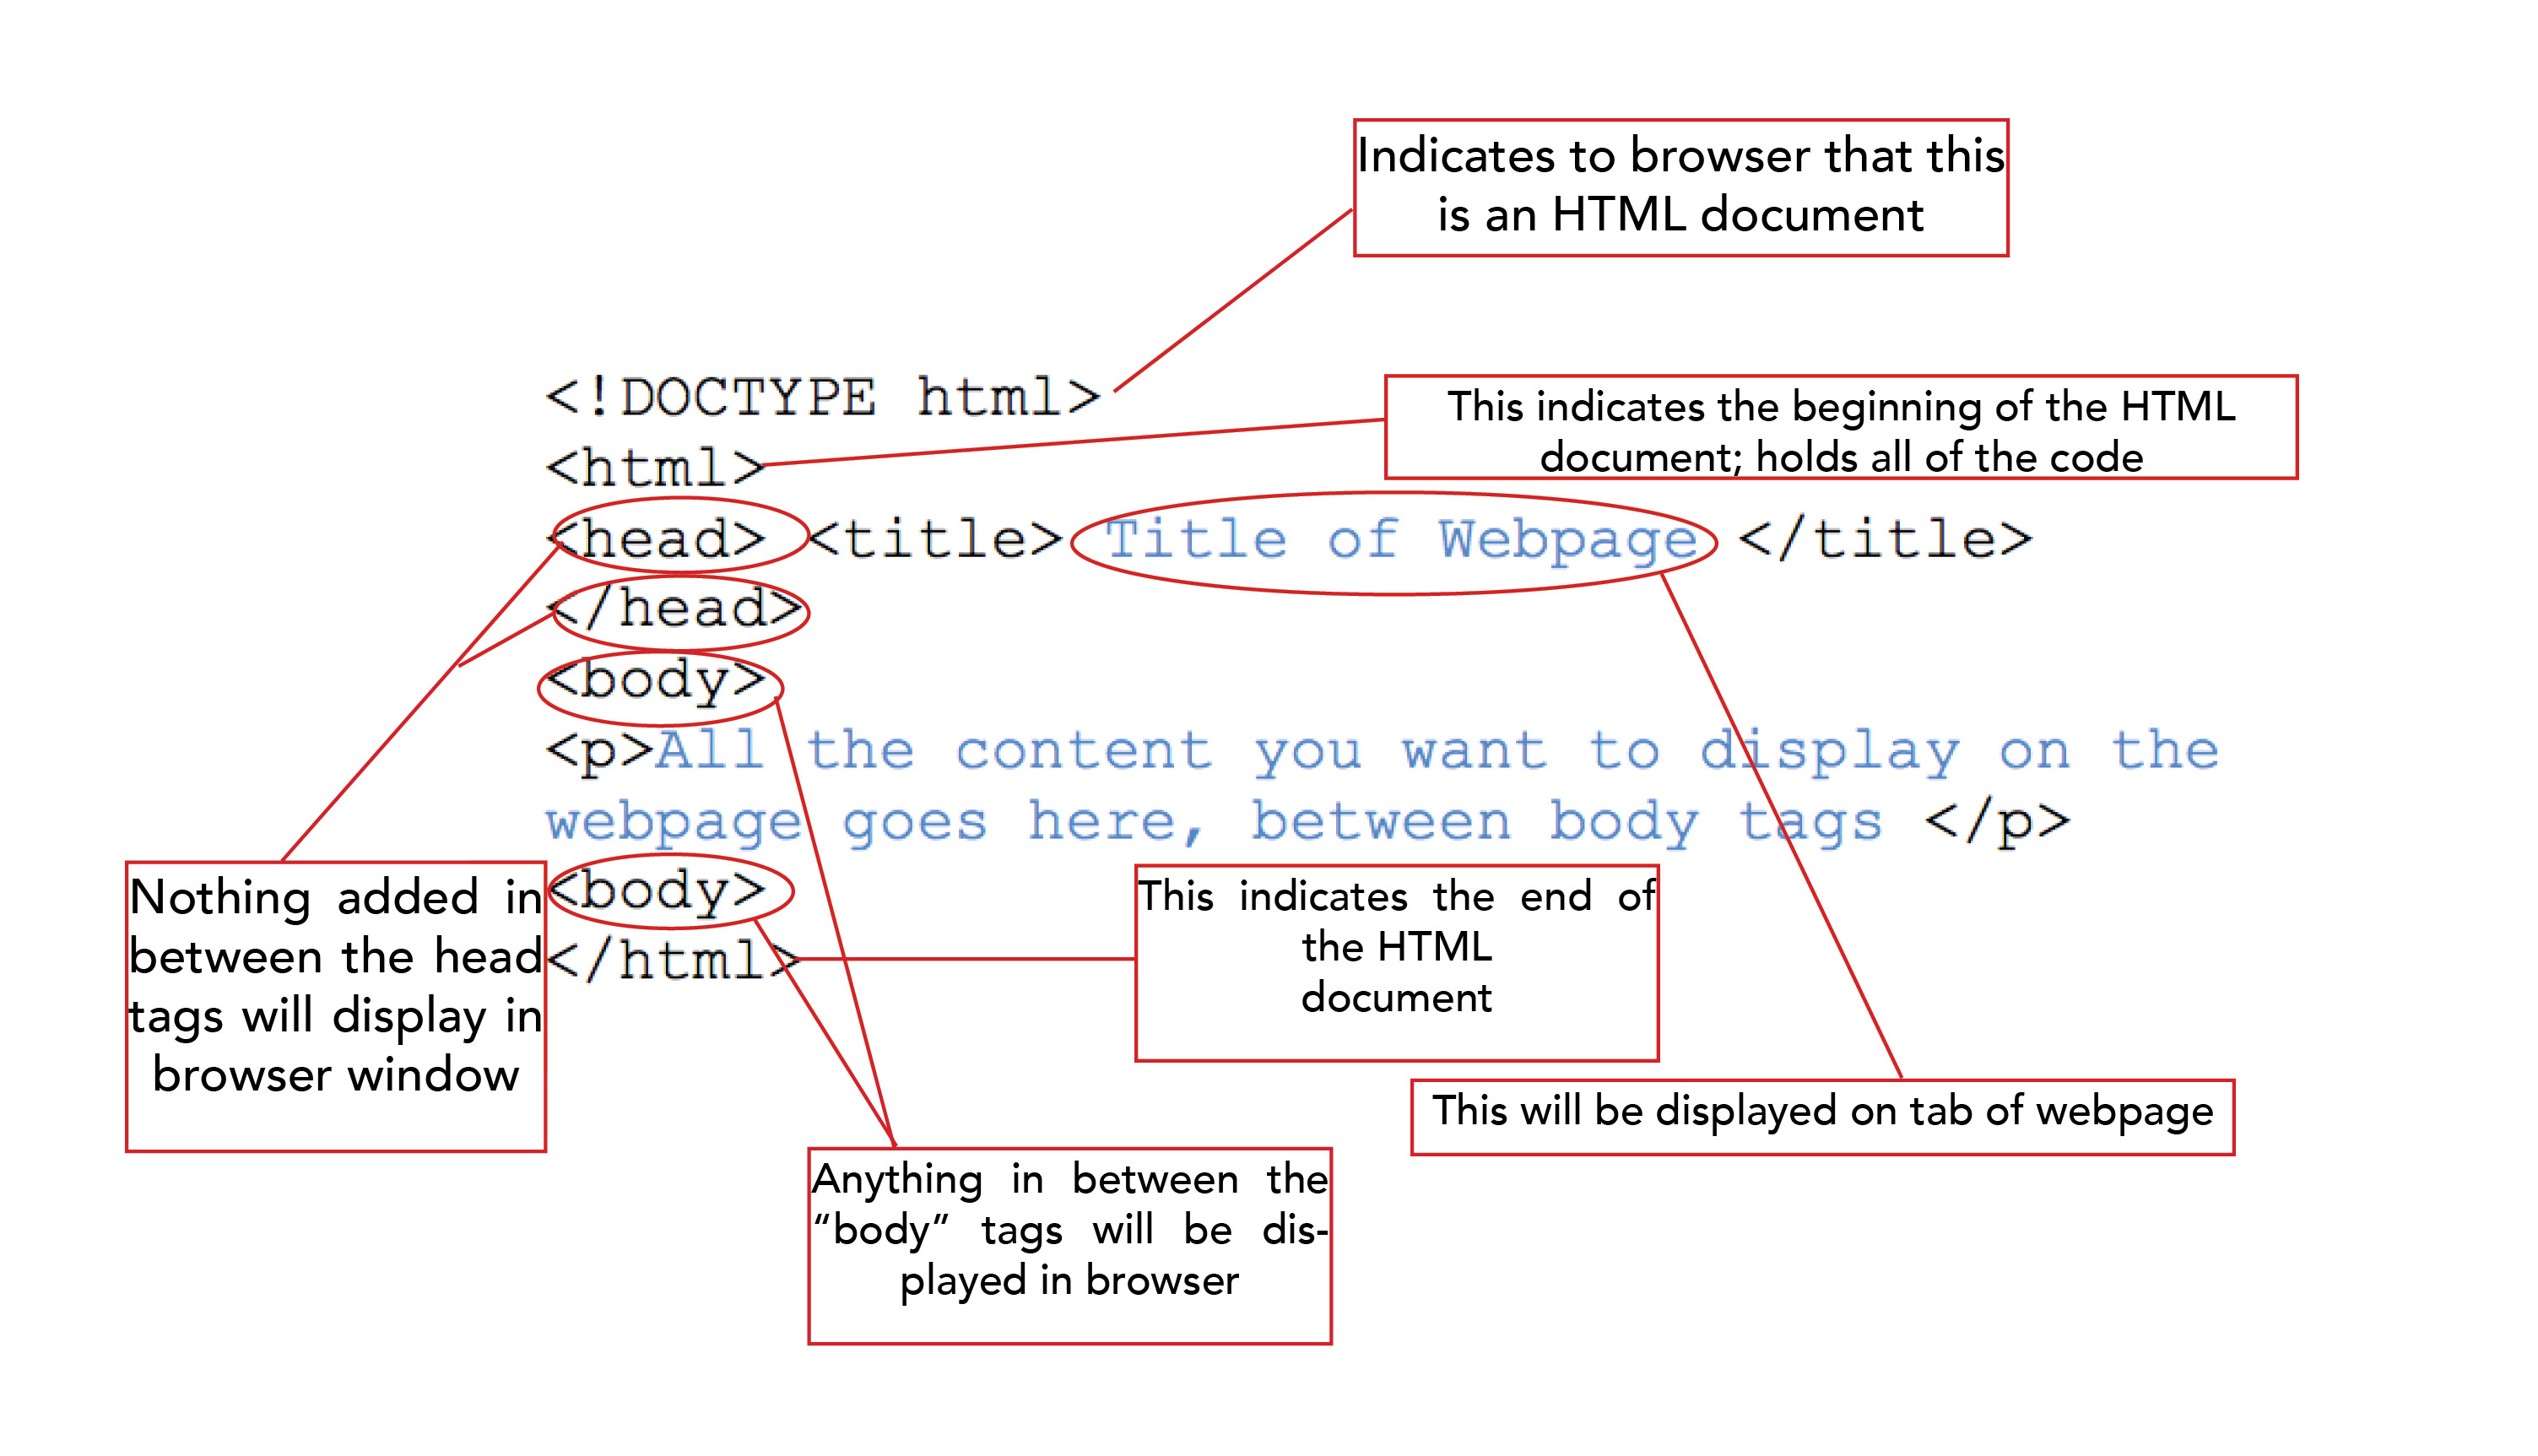 Indicates to browser that this
is an HTML document
<!DOCTYPE html>
This indicates the beginning of the HTML
document; holds all of the code
<html>
<head> <title> Title of Webpage </title>
</head>
<body>
<p>All the content you want to display on the
webpage goes here, between body tags </p>
<body>
</html>
Nothing added in
between the head
tags will display in
browser window
This indicates the end of
the HTML
document
This will be displayed on tab of webpage
Anything in between the
“body” tags will be dis-
played in browser